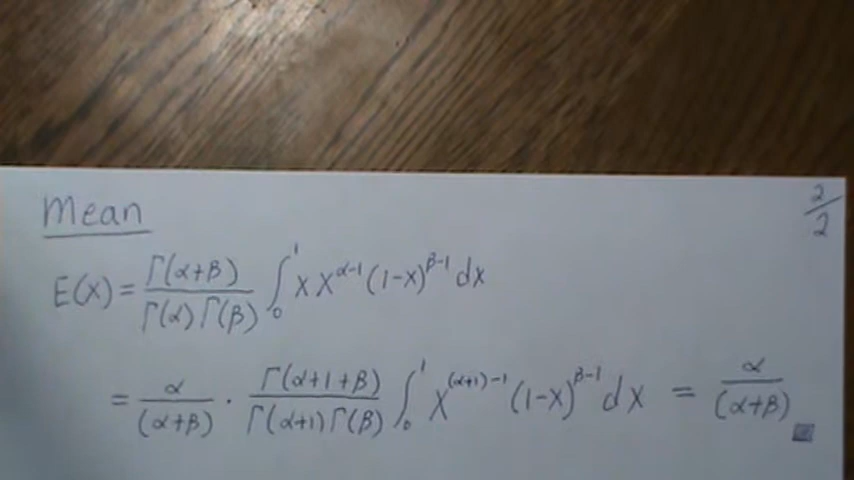 Mean
2/2
E(X) = Γ(α+β) / Γ(α)Γ(β) ∫₀¹ x x^(α-1) (1-x)^(β-1) dx
= α / (α+β) · Γ(α+1+β) / Γ(α+1)Γ(β) ∫₀¹ x^((α+1)-1) (1-x)^(β-1) dx = α / (α+β)